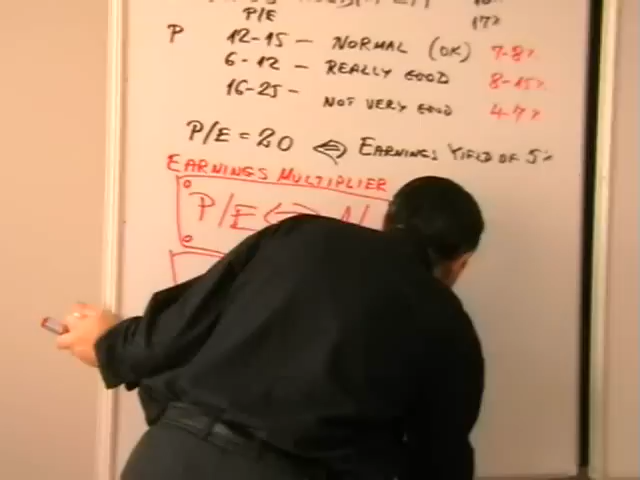 P/E
17%
P 12-15 - NORMAL (OK) 7-8%
6-12 - REALLY GOOD 8-15%
16-25 - NOT VERY GOOD 4-7%
P/E = 20 ⇔ EARNINGS YIELD OF 5%
EARNINGS MULTIPLIER
P/E ⇔